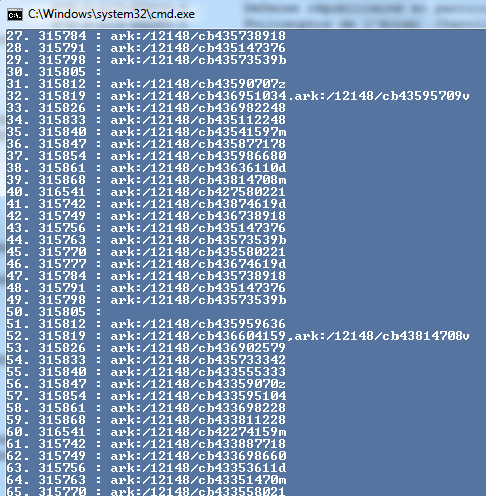 C:\Windows\system32\cmd.exe
27. 315784 : ark:/12148/cb435738918
28. 315791 : ark:/12148/cb435147376
29. 315798 : ark:/12148/cb43573539b
30. 315805 :
31. 315812 : ark:/12148/cb43590707z
32. 315819 : ark:/12148/cb436951034,ark:/12148/cb43595709v
33. 315826 : ark:/12148/cb436982248
34. 315833 : ark:/12148/cb435112248
35. 315840 : ark:/12148/cb43541597m
36. 315847 : ark:/12148/cb435877178
37. 315854 : ark:/12148/cb435986680
38. 315861 : ark:/12148/cb43636110d
39. 315868 : ark:/12148/cb43814708m
40. 316541 : ark:/12148/cb427580221
41. 315742 : ark:/12148/cb43874619d
42. 315749 : ark:/12148/cb436738918
43. 315756 : ark:/12148/cb435147376
44. 315763 : ark:/12148/cb43573539b
45. 315770 : ark:/12148/cb435580221
46. 315777 : ark:/12148/cb43674619d
47. 315784 : ark:/12148/cb435738918
48. 315791 : ark:/12148/cb435147376
49. 315798 : ark:/12148/cb43573539b
50. 315805 :
51. 315812 : ark:/12148/cb435959636
52. 315819 : ark:/12148/cb436604159,ark:/12148/cb43814708v
53. 315826 : ark:/12148/cb436902579
54. 315833 : ark:/12148/cb435733342
55. 315840 : ark:/12148/cb433555333
56. 315847 : ark:/12148/cb43359070z
57. 315854 : ark:/12148/cb433595104
58. 315861 : ark:/12148/cb433698228
59. 315868 : ark:/12148/cb433811228
60. 316541 : ark:/12148/cb42274159m
61. 315742 : ark:/12148/cb433887718
62. 315749 : ark:/12148/cb433698660
63. 315756 : ark:/12148/cb43353611d
64. 315763 : ark:/12148/cb43351470m
65. 315770 : ark:/12148/cb433558021